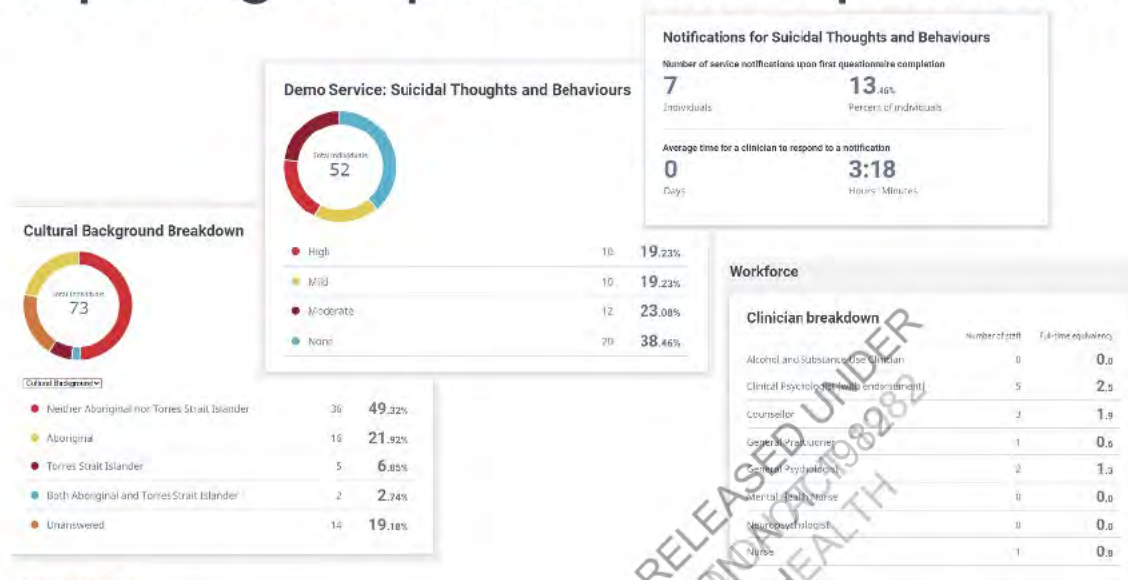 Notifications for Suicidal Thoughts and Behaviours
Number of service notifications upon first questionnaire completion
7
Individuals
13.46%
Percent of individuals
Average time for a clinician to respond to a notification
0
Days
3:18
Hours : Minutes
Demo Service: Suicidal Thoughts and Behaviours
Total individuals
52
High 10 19.23%
Mild 10 19.23%
Moderate 12 23.08%
None 20 38.46%
Cultural Background Breakdown
Total individuals
73
Cultural Background
Neither Aboriginal nor Torres Strait Islander 36 49.32%
Aboriginal 16 21.92%
Torres Strait Islander 5 6.85%
Both Aboriginal and Torres Strait Islander 2 2.74%
Unanswered 14 19.18%
Workforce
Clinician breakdown
Number of staff Full-time equivalency
Alcohol and Substance Use Clinician 0 0.0
Clinical Psychologist (with endorsement) 5 2.5
Counsellor 3 1.9
General Practitioner 1 0.6
General Psychologist 2 1.3
Mental Health Nurse 0 0.0
Neuropsychologist 0 0.0
Nurse 1 0.9
RELEASED UNDER
1982
HEALTH